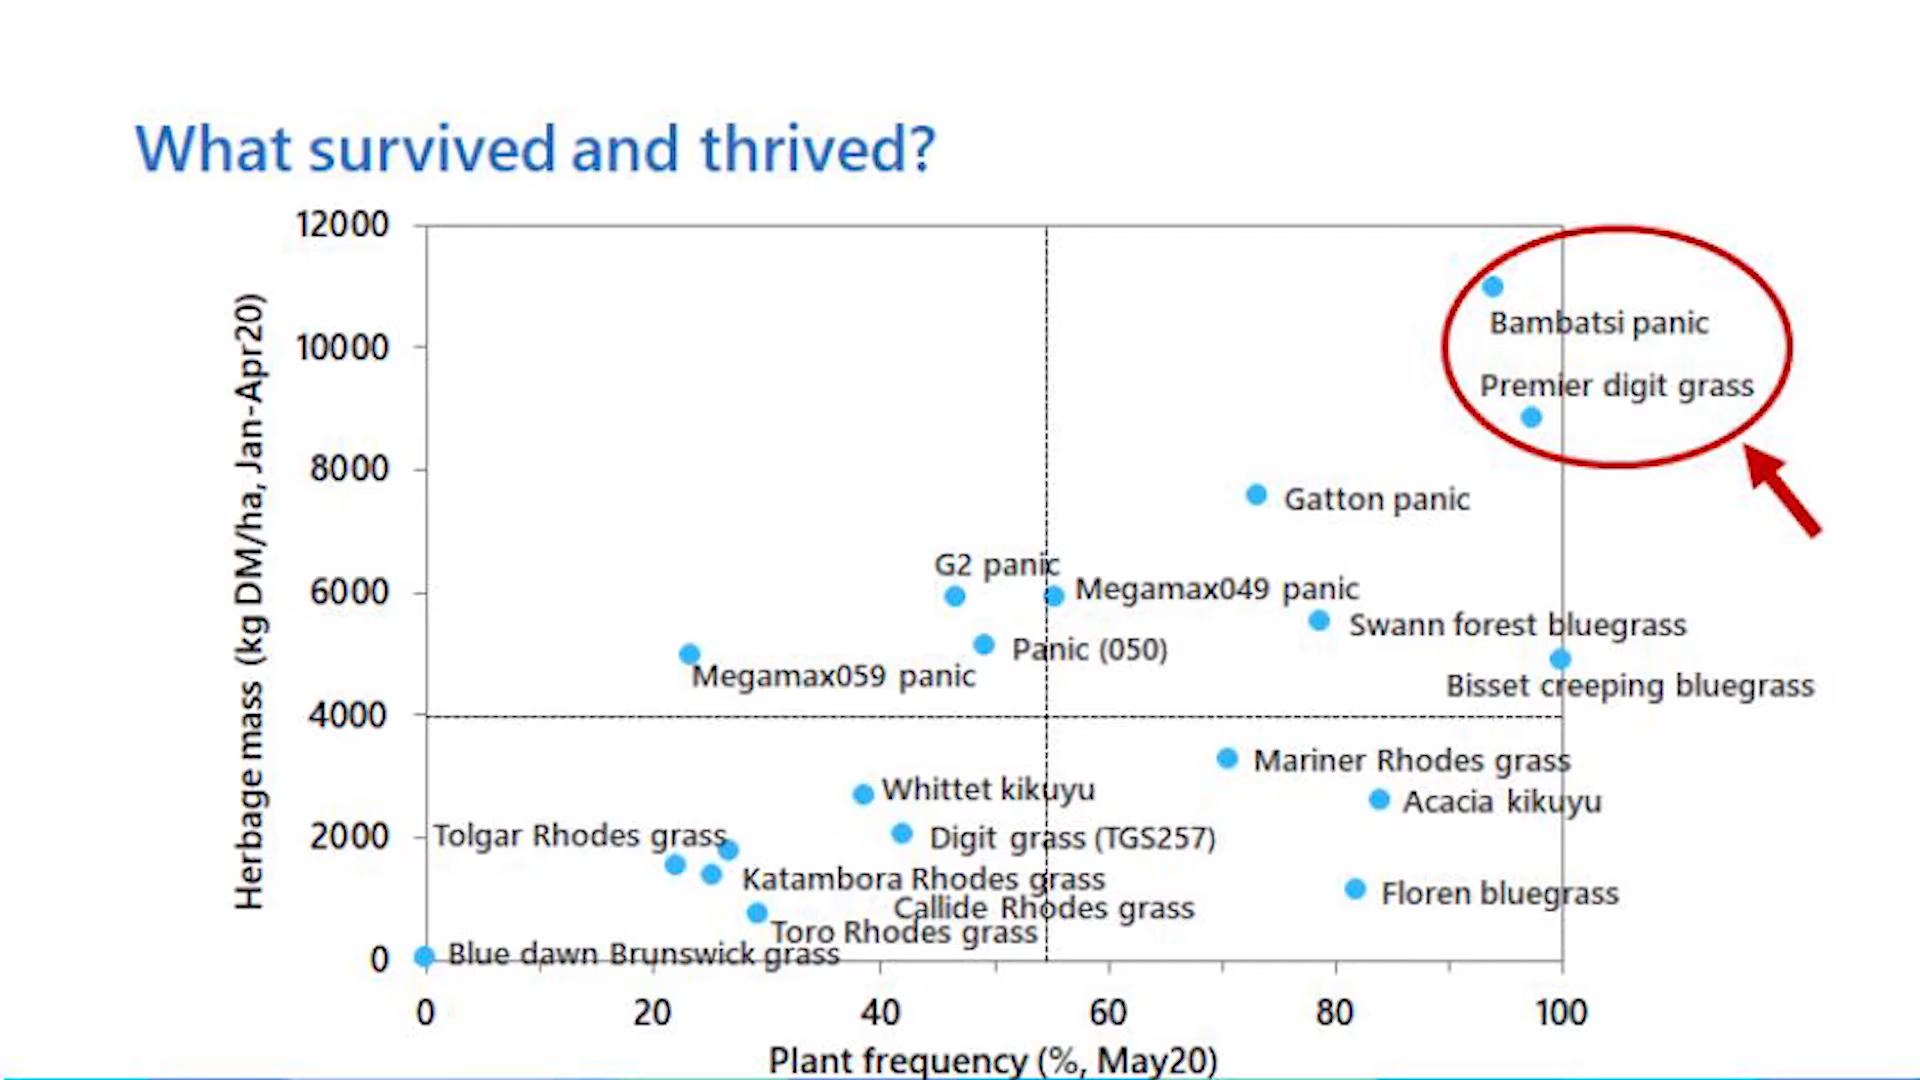 What survived and thrived?
12000
10000
8000
6000
4000
2000
0
Herbage mass (kg DM/ha, Jan-Apr20)
Bambatsi panic
Premier digit grass
Gatton panic
G2 panic
Megamax049 panic
Swann forest bluegrass
Panic (050)
Megamax059 panic
Bisset creeping bluegrass
Mariner Rhodes grass
Whittet kikuyu
Acacia kikuyu
Tolgar Rhodes grass
Digit grass (TGS257)
Katambora Rhodes grass
Floren bluegrass
Callide Rhodes grass
Toro Rhodes grass
Blue dawn Brunswick grass
0 20 40 60 80 100
Plant frequency (%, May20)